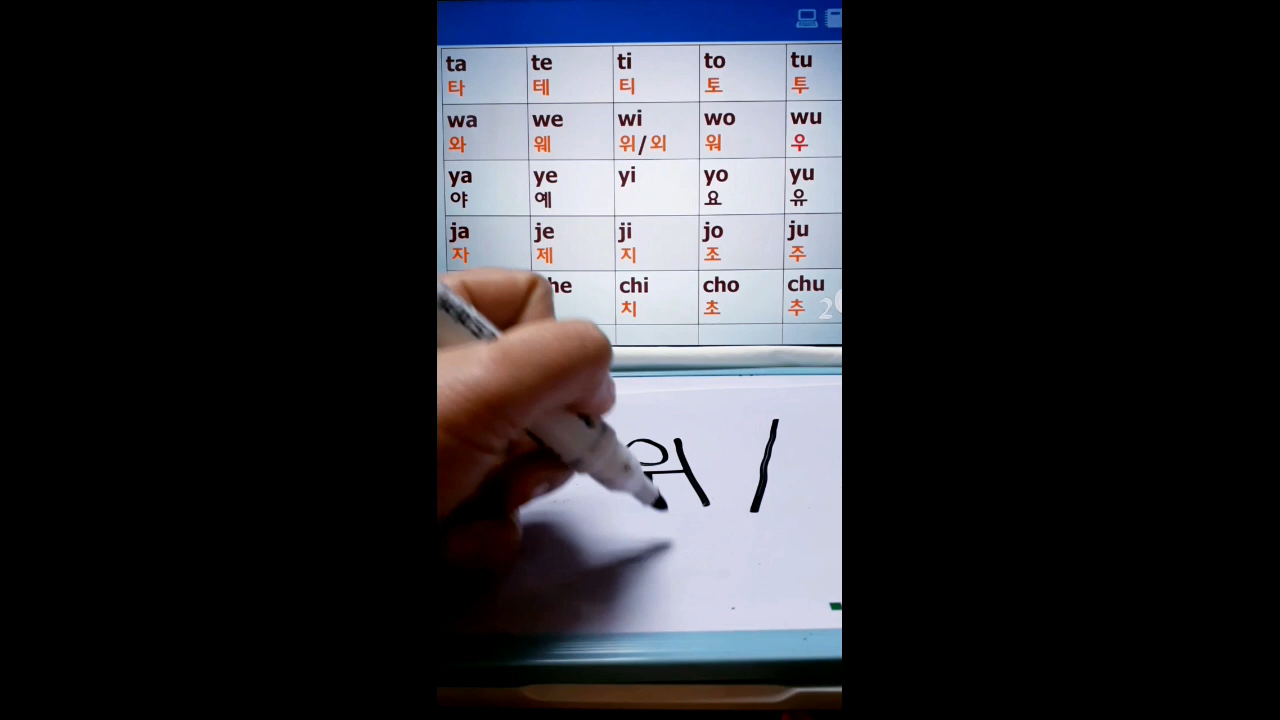 ta te ti to tu
타 테 티 토 투
wa we wi wo wu
와 웨 위/외 워 우
ya ye yi yo yu
야 예 요 유
ja je ji jo ju
자 제 지 조 주
chi cho chu
치 초 추
위 /